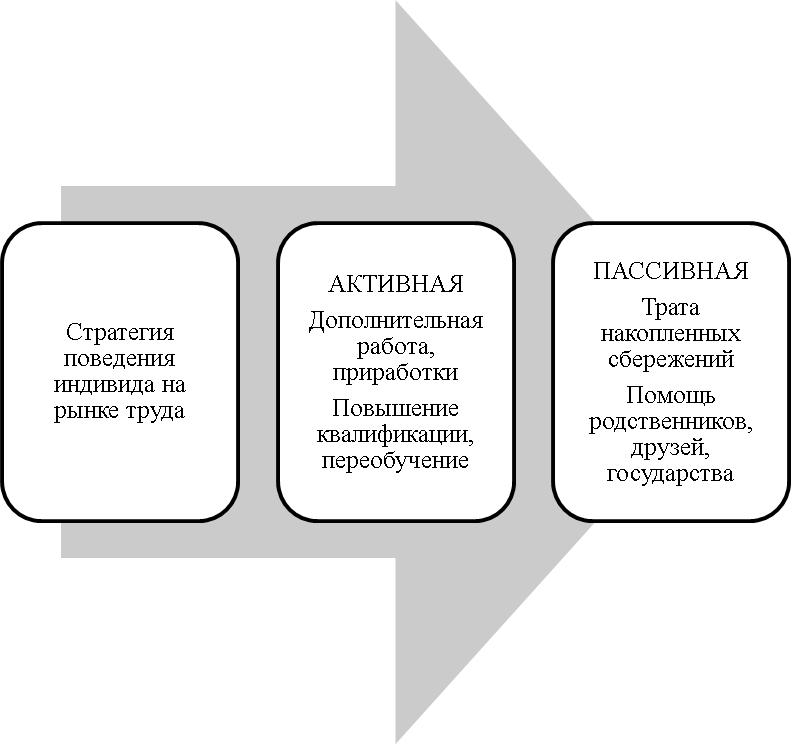 Стратегия
поведения
индивида на
рынке труда
АКТИВНАЯ
Дополнительная
работа,
приработки
Повышение
квалификации,
переобучение
ПАССИВНАЯ
Трата
накопленных
сбережений
Помощь
родственников,
друзей,
государства